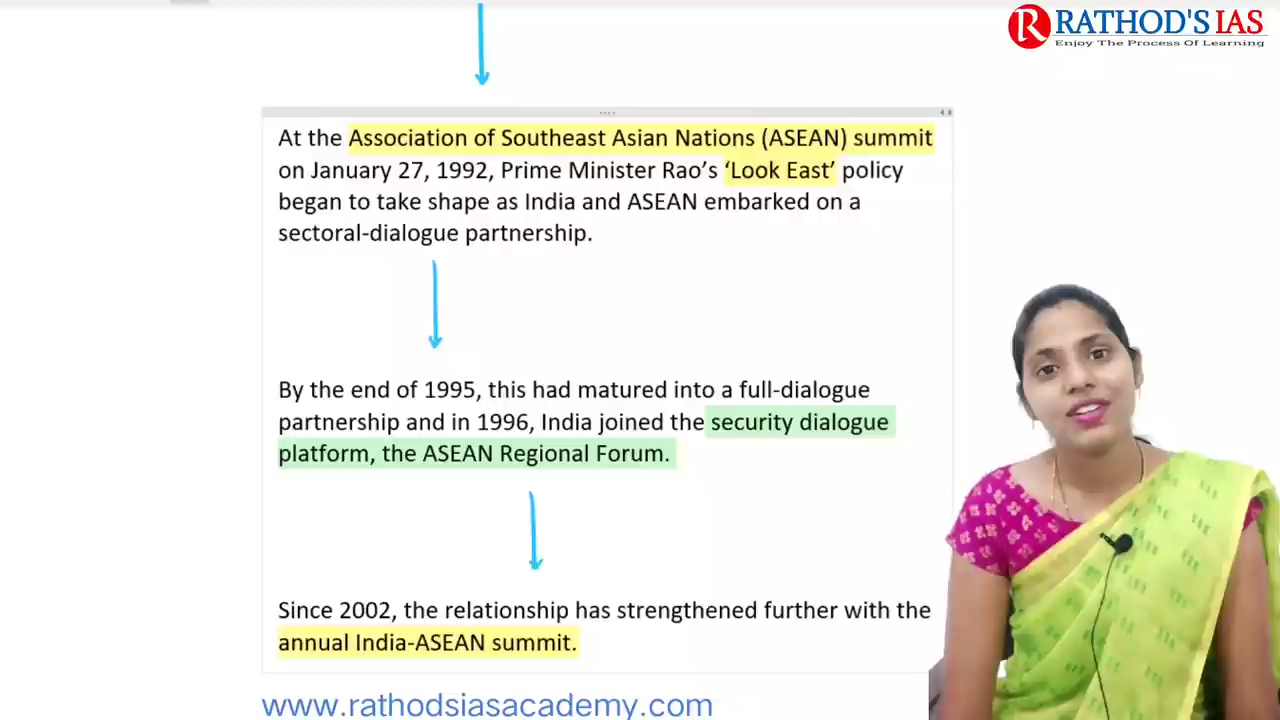 RATHOD'S IAS
Enjoy The Process Of Learning
At the Association of Southeast Asian Nations (ASEAN) summit
on January 27, 1992, Prime Minister Rao’s ‘Look East’ policy
began to take shape as India and ASEAN embarked on a
sectoral-dialogue partnership.
By the end of 1995, this had matured into a full-dialogue
partnership and in 1996, India joined the security dialogue
platform, the ASEAN Regional Forum.
Since 2002, the relationship has strengthened further with the
annual India-ASEAN summit.
www.rathodsiasacademy.com